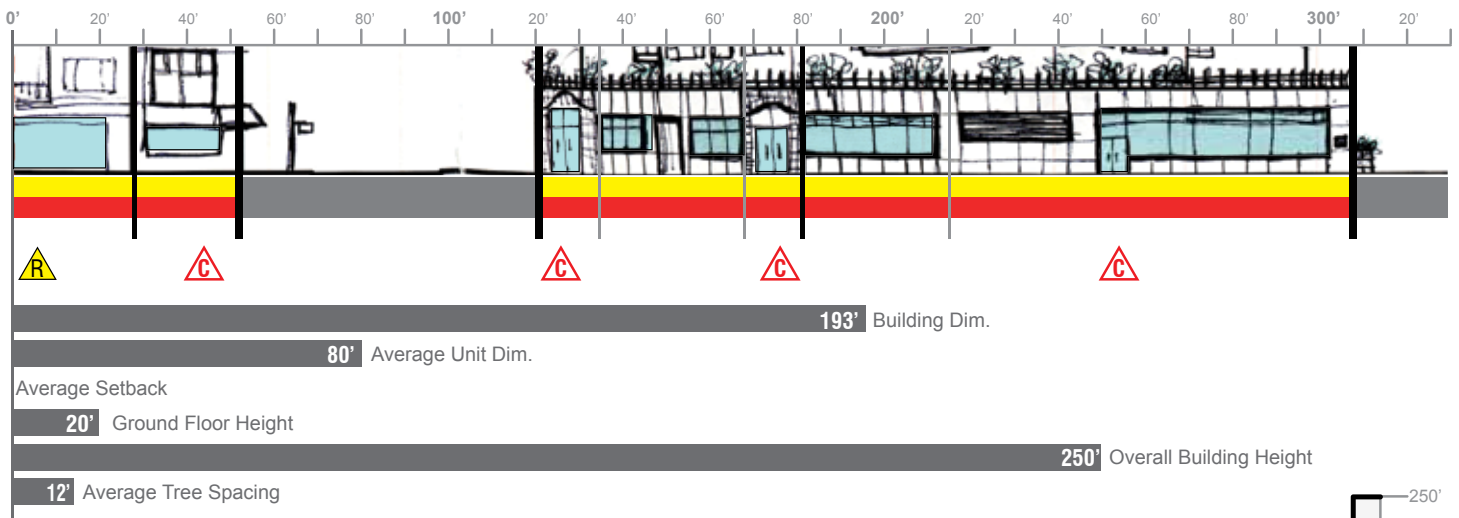 0’ 20’ 40’ 60’ 80’ 100’ 20’ 40’ 60’ 80’ 200’ 20’ 40’ 60’ 80’ 300’ 20’
R C C C C
193’ Building Dim.
80’ Average Unit Dim.
Average Setback
20’ Ground Floor Height
250’ Overall Building Height
12’ Average Tree Spacing
250’